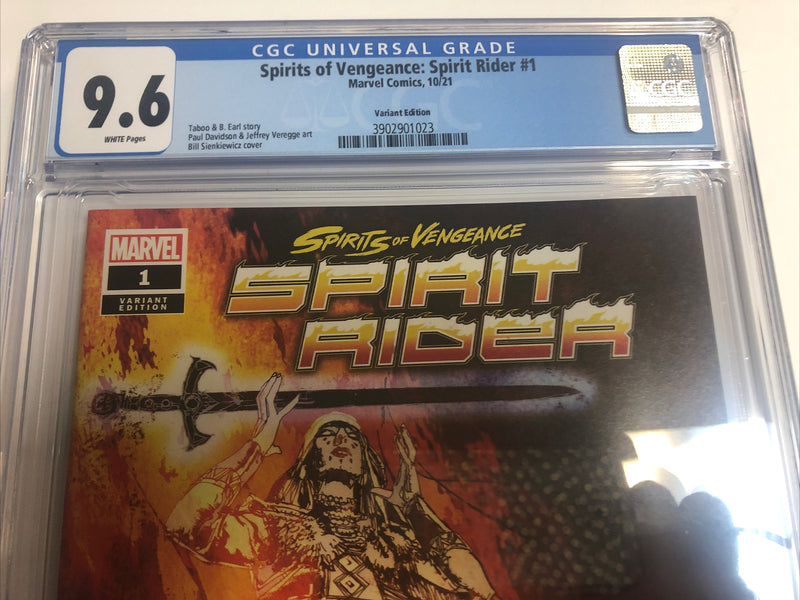 CGC UNIVERSAL GRADE
9.6
WHITE Pages
Spirits of Vengeance: Spirit Rider #1
Marvel Comics, 10/21
Variant Edition
Taboo & B. Earl story
Paul Davidson & Jeffrey Veregge art
Bill Sienkiewicz cover
3902901023
CGC
CGC
MARVEL
1
VARIANT
EDITION
SPIRITS OF VENGEANCE
SPIRIT
RIDER